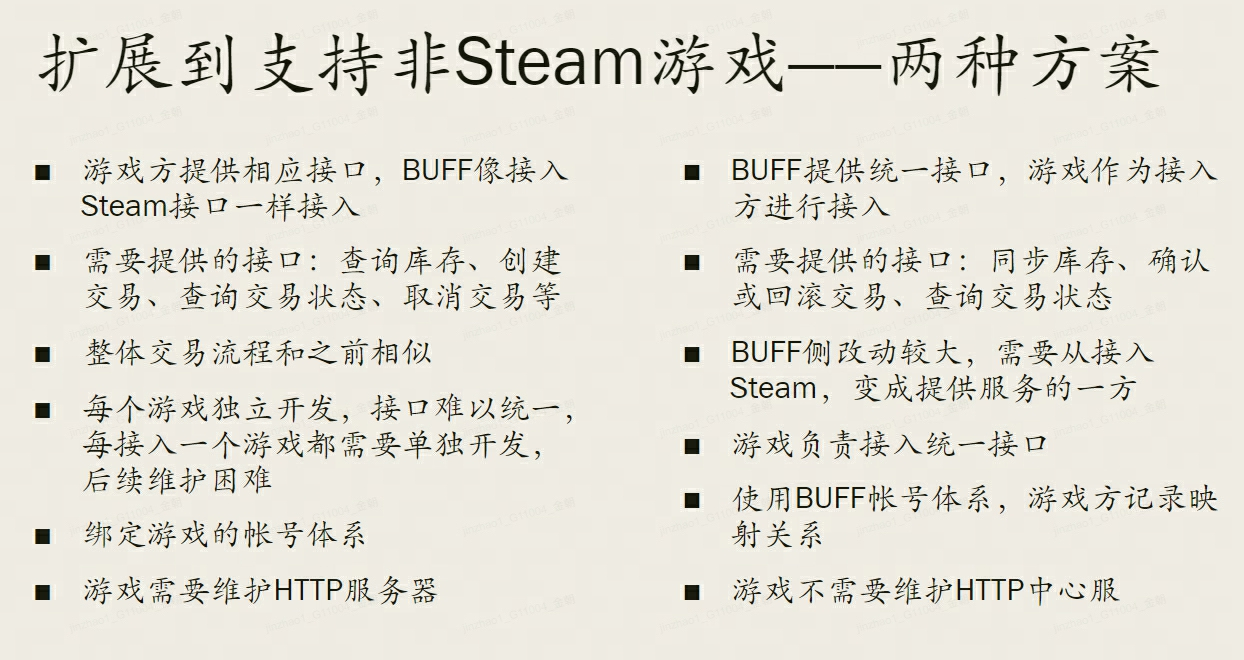 扩展到支持非Steam游戏——两种方案
■ 游戏方提供相应接口，BUFF像接入
Steam接口一样接入
■ 需要提供的接口：查询库存、创建
交易、查询交易状态、取消交易等
■ 整体交易流程和之前相似
■ 每个游戏独立开发，接口难以统一，
每接入一个游戏都需要单独开发，
后续维护困难
■ 绑定游戏的帐号体系
■ 游戏需要维护HTTP服务器
■ BUFF提供统一接口，游戏作为接入
方进行接入
■ 需要提供的接口：同步库存、确认
或回滚交易、查询交易状态
■ BUFF侧改动较大，需要从接入
Steam，变成提供服务的一方
■ 游戏负责接入统一接口
■ 使用BUFF帐号体系，游戏方记录映
射关系
■ 游戏不需要维护HTTP中心服